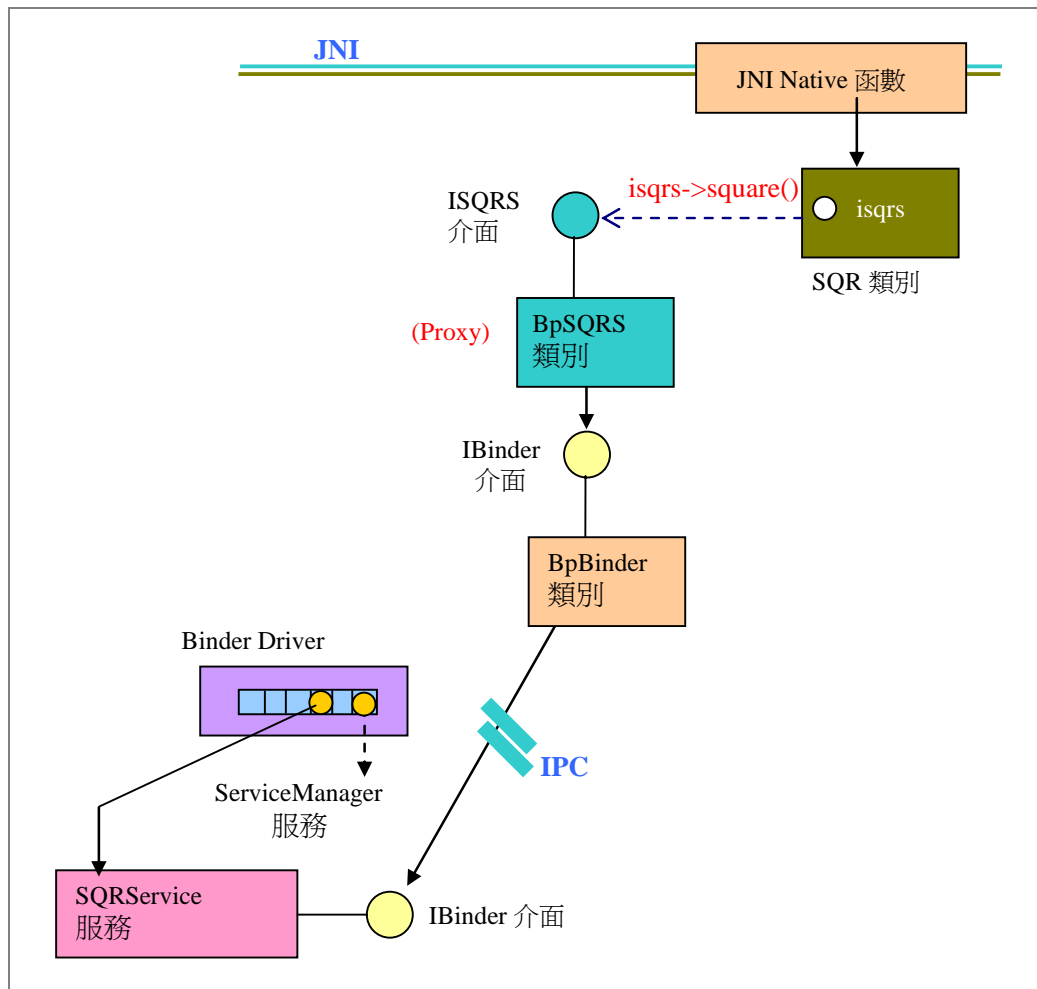 JNI
JNI Native 函數
isqrs->square()
ISQRS
介面
isqrs
SQR 類別
(Proxy)
BpSQRS
類別
IBinder
介面
BpBinder
類別
Binder Driver
IPC
ServiceManager
服務
SQRService
服務
IBinder 介面